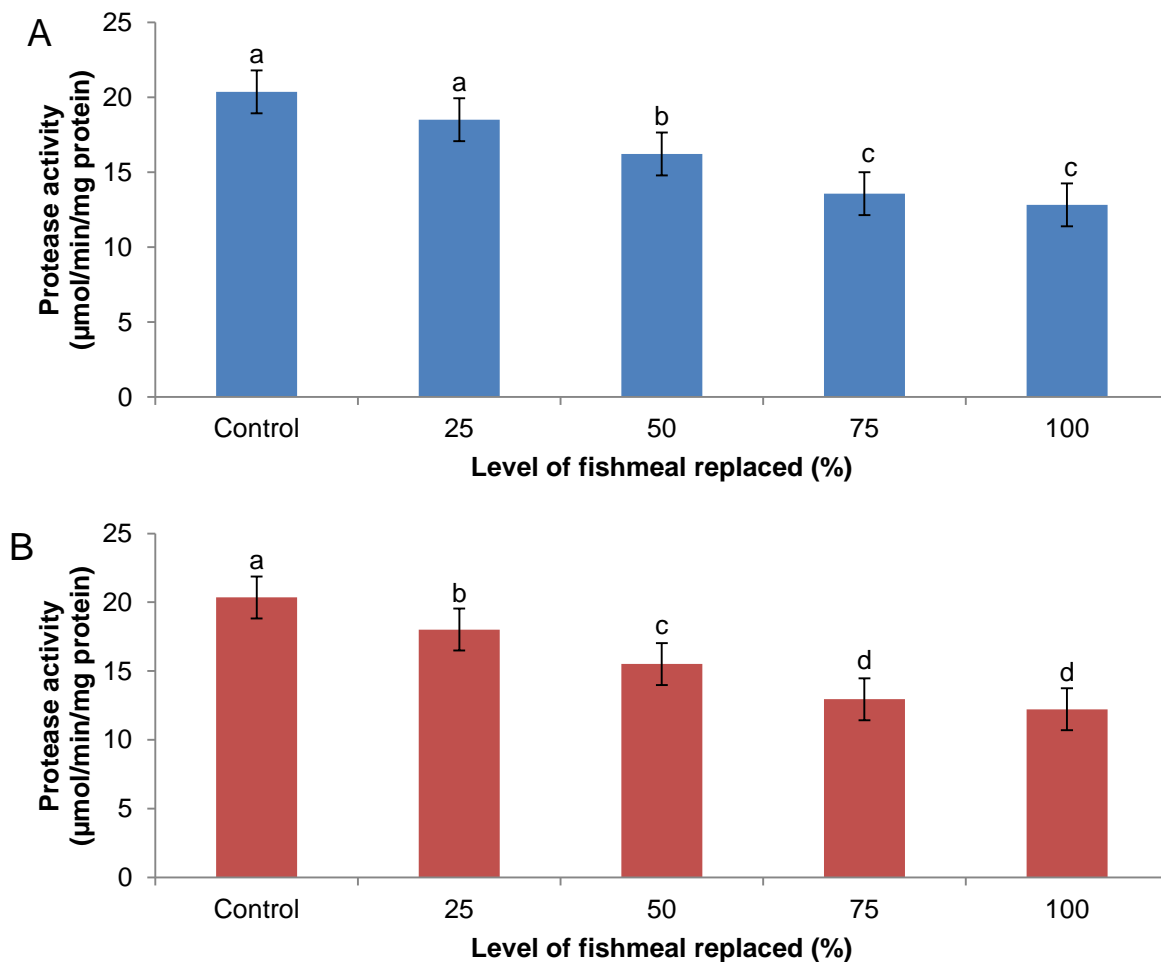 A
Protease activity
(µmol/min/mg protein)
25
20
15
10
5
0
a
a
b
c
c
Control
25
50
75
100
Level of fishmeal replaced (%)
B
Protease activity
(µmol/min/mg protein)
25
20
15
10
5
0
a
b
c
d
d
Control
25
50
75
100
Level of fishmeal replaced (%)